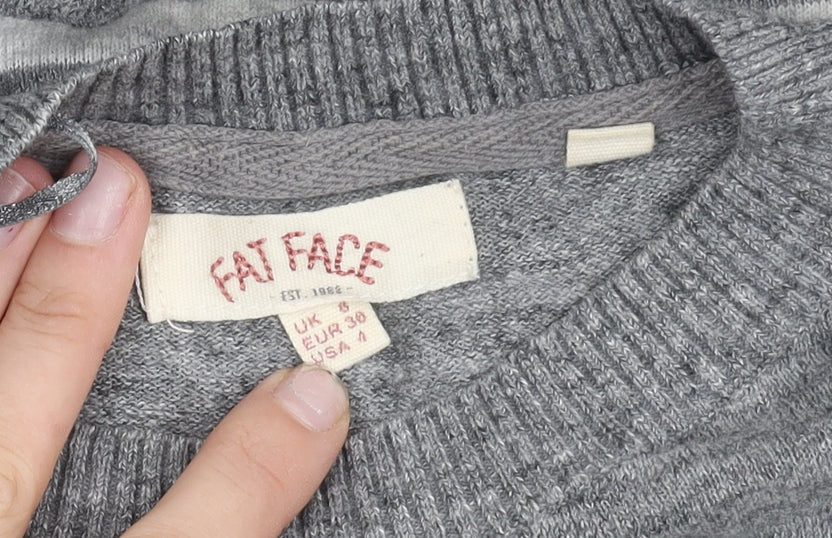 FAT FACE
- EST. 1988 -
UK 8
EUR 36
USA 4